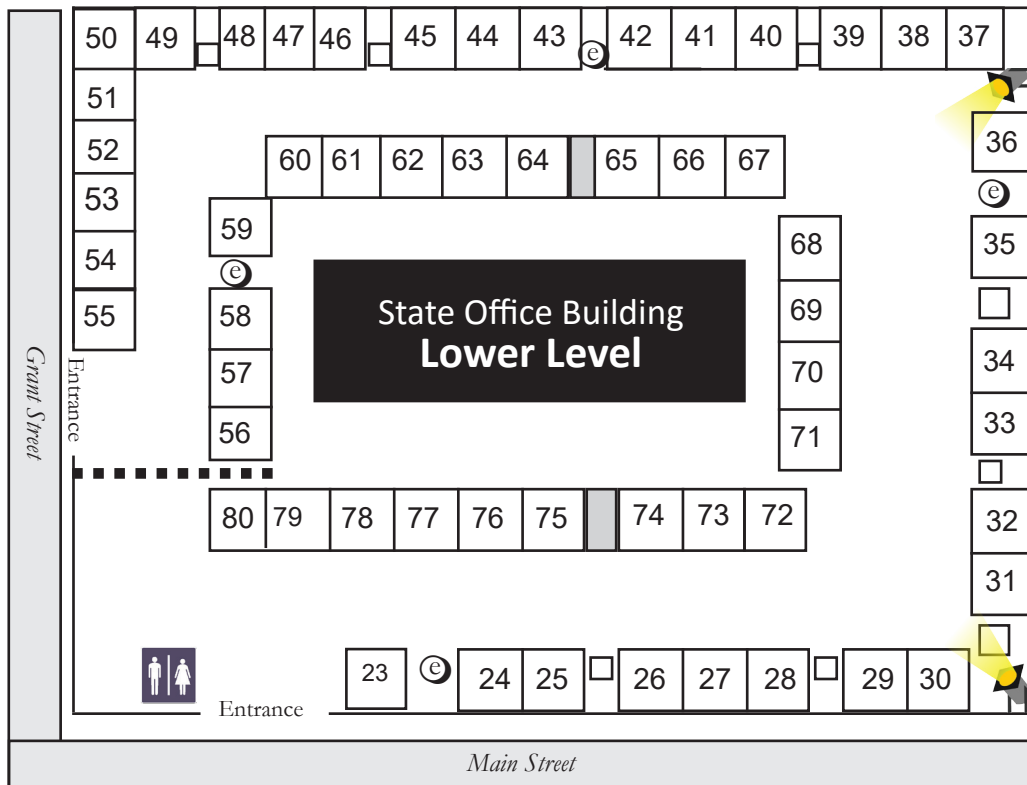 50 49 48 47 46 45 44 43 e 42 41 40 39 38 37
51
52
53
54
55
60 61 62 63 64 65 66 67
36
e
59
e
58
57
56
68
69
70
71
35
34
33
State Office Building
Lower Level
Grant Street
Entrance
80 79 78 77 76 75 74 73 72
32
31
23 e 24 25 26 27 28 29 30
Entrance
Main Street